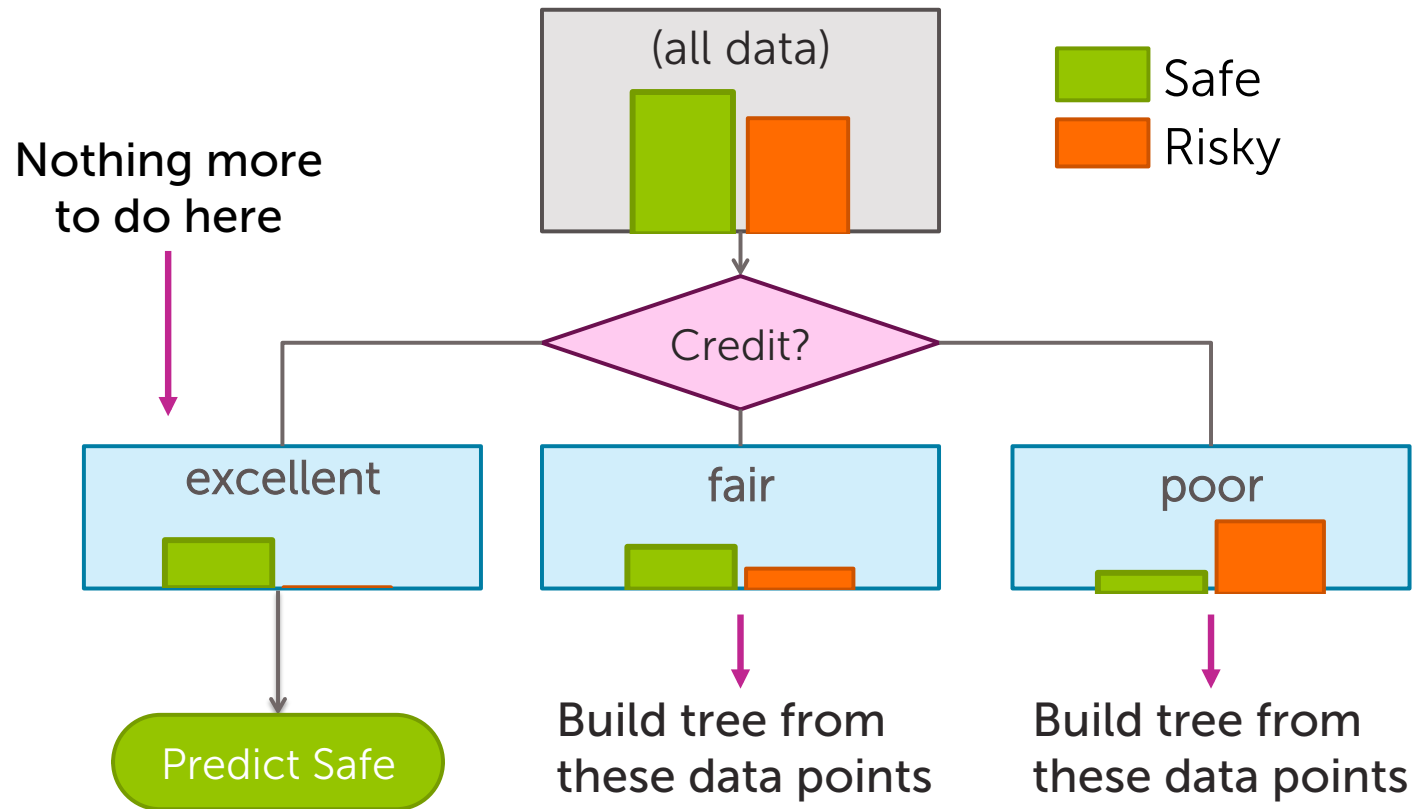 (all data)
Safe
Risky
Nothing more
to do here
Credit?
excellent
fair
poor
Predict Safe
Build tree from
these data points
Build tree from
these data points